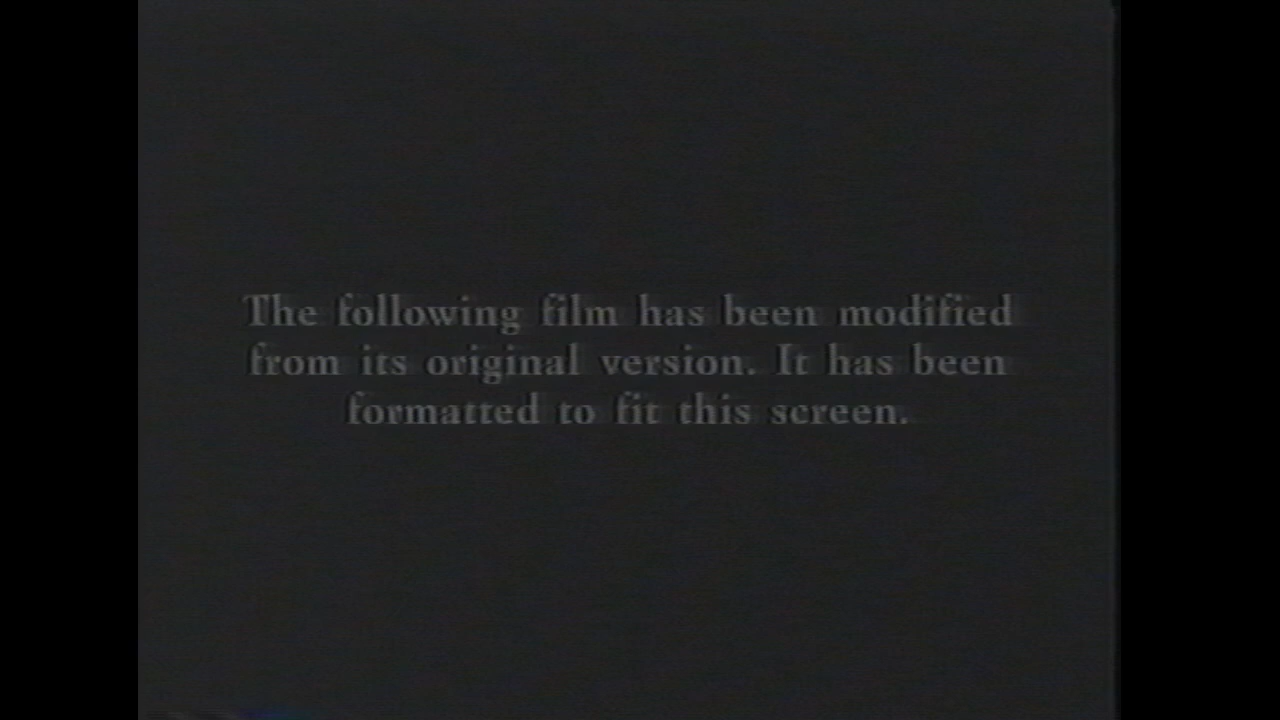 The following film has been modified
from its original version. It has been
formatted to fit this screen.